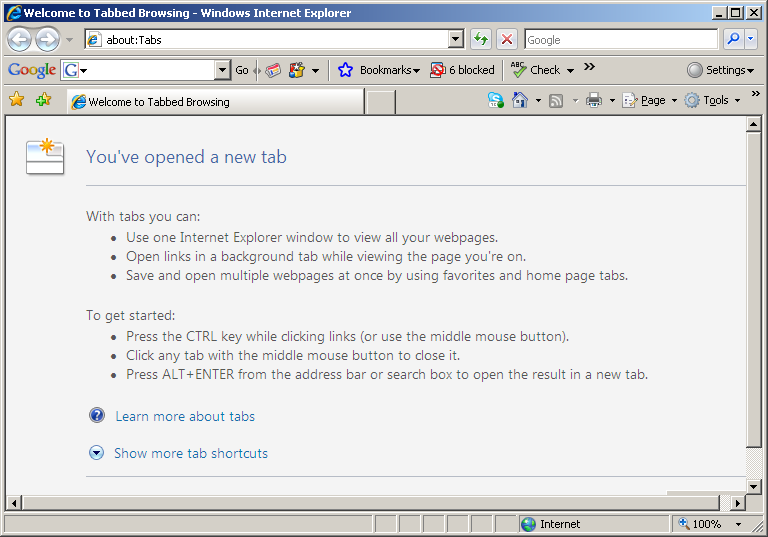 Welcome to Tabbed Browsing - Windows Internet Explorer
about:Tabs
Google
Google
G
Go
Bookmarks
6 blocked
ABC
Check
Settings
Welcome to Tabbed Browsing
Page
Tools
You've opened a new tab
With tabs you can:
Use one Internet Explorer window to view all your webpages.
Open links in a background tab while viewing the page you're on.
Save and open multiple webpages at once by using favorites and home page tabs.
To get started:
Press the CTRL key while clicking links (or use the middle mouse button).
Click any tab with the middle mouse button to close it.
Press ALT+ENTER from the address bar or search box to open the result in a new tab.
Learn more about tabs
Show more tab shortcuts
Internet
100%